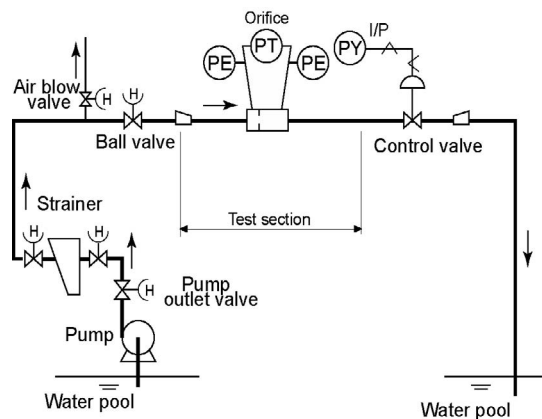 Orifice
I/P
PE
PT
PE
PY
Air blow
valve
H
H
Ball valve
Control valve
Strainer
Test section
H
H
Pump
outlet valve
H
Pump
Water pool
Water pool